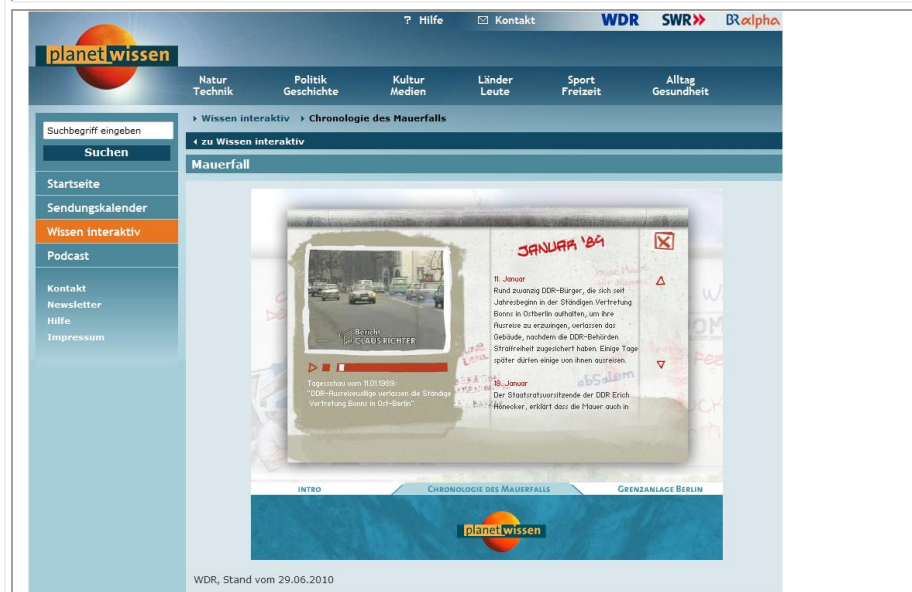 ? Hilfe
Kontakt
WDR
SWR
BR alpha
planet wissen
Natur
Technik
Politik
Geschichte
Kultur
Medien
Länder
Leute
Sport
Freizeit
Alltag
Gesundheit
Suchbegriff eingeben
Suchen
Startseite
Sendungskalender
Wissen interaktiv
Podcast
Kontakt
Newsletter
Hilfe
Impressum
Wissen interaktiv Chronologie des Mauerfalls
zu Wissen interaktiv
Mauerfall
Bericht
CLAUS RICHTER
Tagesschau vom 11.01.1989:
"DDR-Ausreisewillige verlassen die Ständige
Vertretung Bonns in Ost-Berlin"
JANUAR '89
11. Januar
Rund zwanzig DDR-Bürger, die sich seit
Jahresbeginn in der Ständigen Vertretung
Bonns in Ostberlin aufhalten, um ihre
Ausreise zu erzwingen, verlassen das
Gebäude, nachdem die DDR-Behörden
Straffreiheit zugesichert haben. Einige Tage
später dürfen einige von ihnen ausreisen.
18. Januar
Der Staatsratsvorsitzende der DDR Erich
Honecker, erklärt dass die Mauer auch in
absalem
INTRO
CHRONOLOGIE DES MAUERFALLS
GRENZANLAGE BERLIN
planet wissen
WDR, Stand vom 29.06.2010